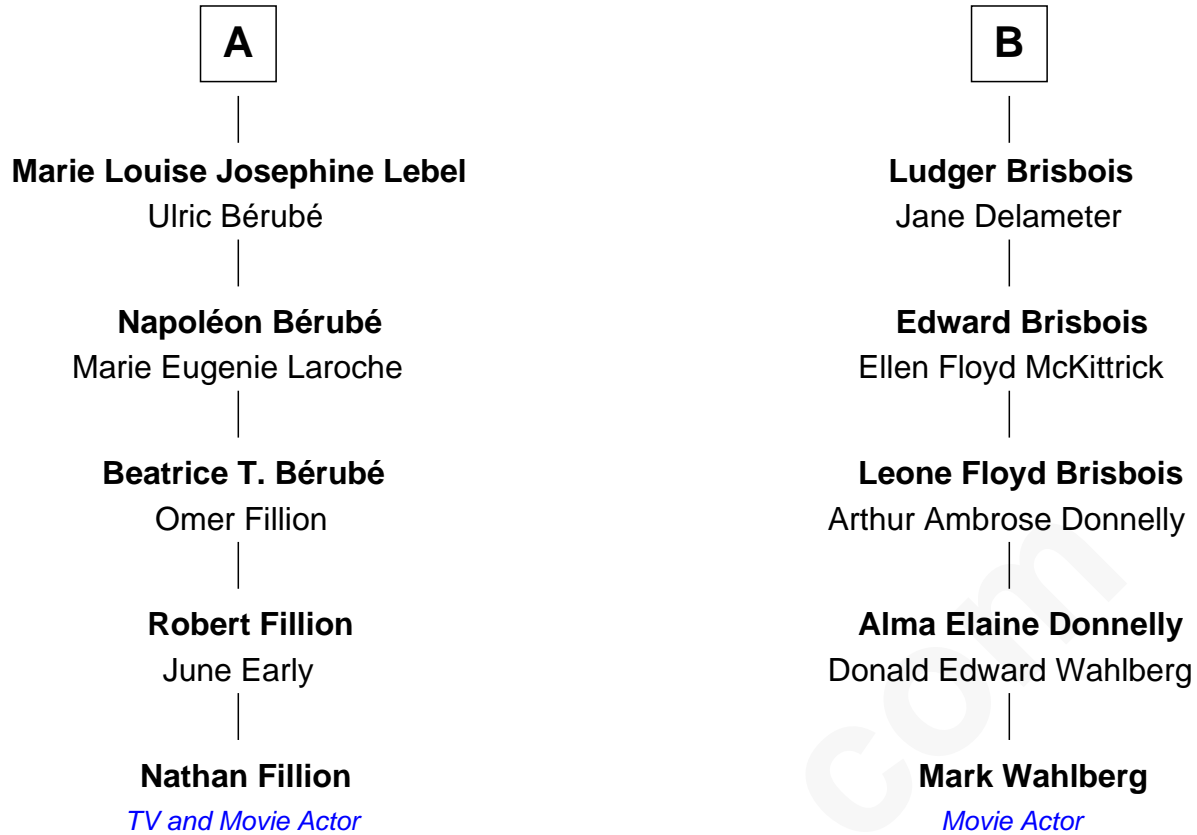 A
Marie Louise Josephine Lebel
Ulric Bérubé
Napoléon Bérubé
Marie Eugenie Laroche
Beatrice T. Bérubé
Omer Fillion
Robert Fillion
June Early
Nathan Fillion
TV and Movie Actor
B
Ludger Brisbois
Jane Delameter
Edward Brisbois
Ellen Floyd McKittrick
Leone Floyd Brisbois
Arthur Ambrose Donnelly
Alma Elaine Donnelly
Donald Edward Wahlberg
Mark Wahlberg
Movie Actor
com